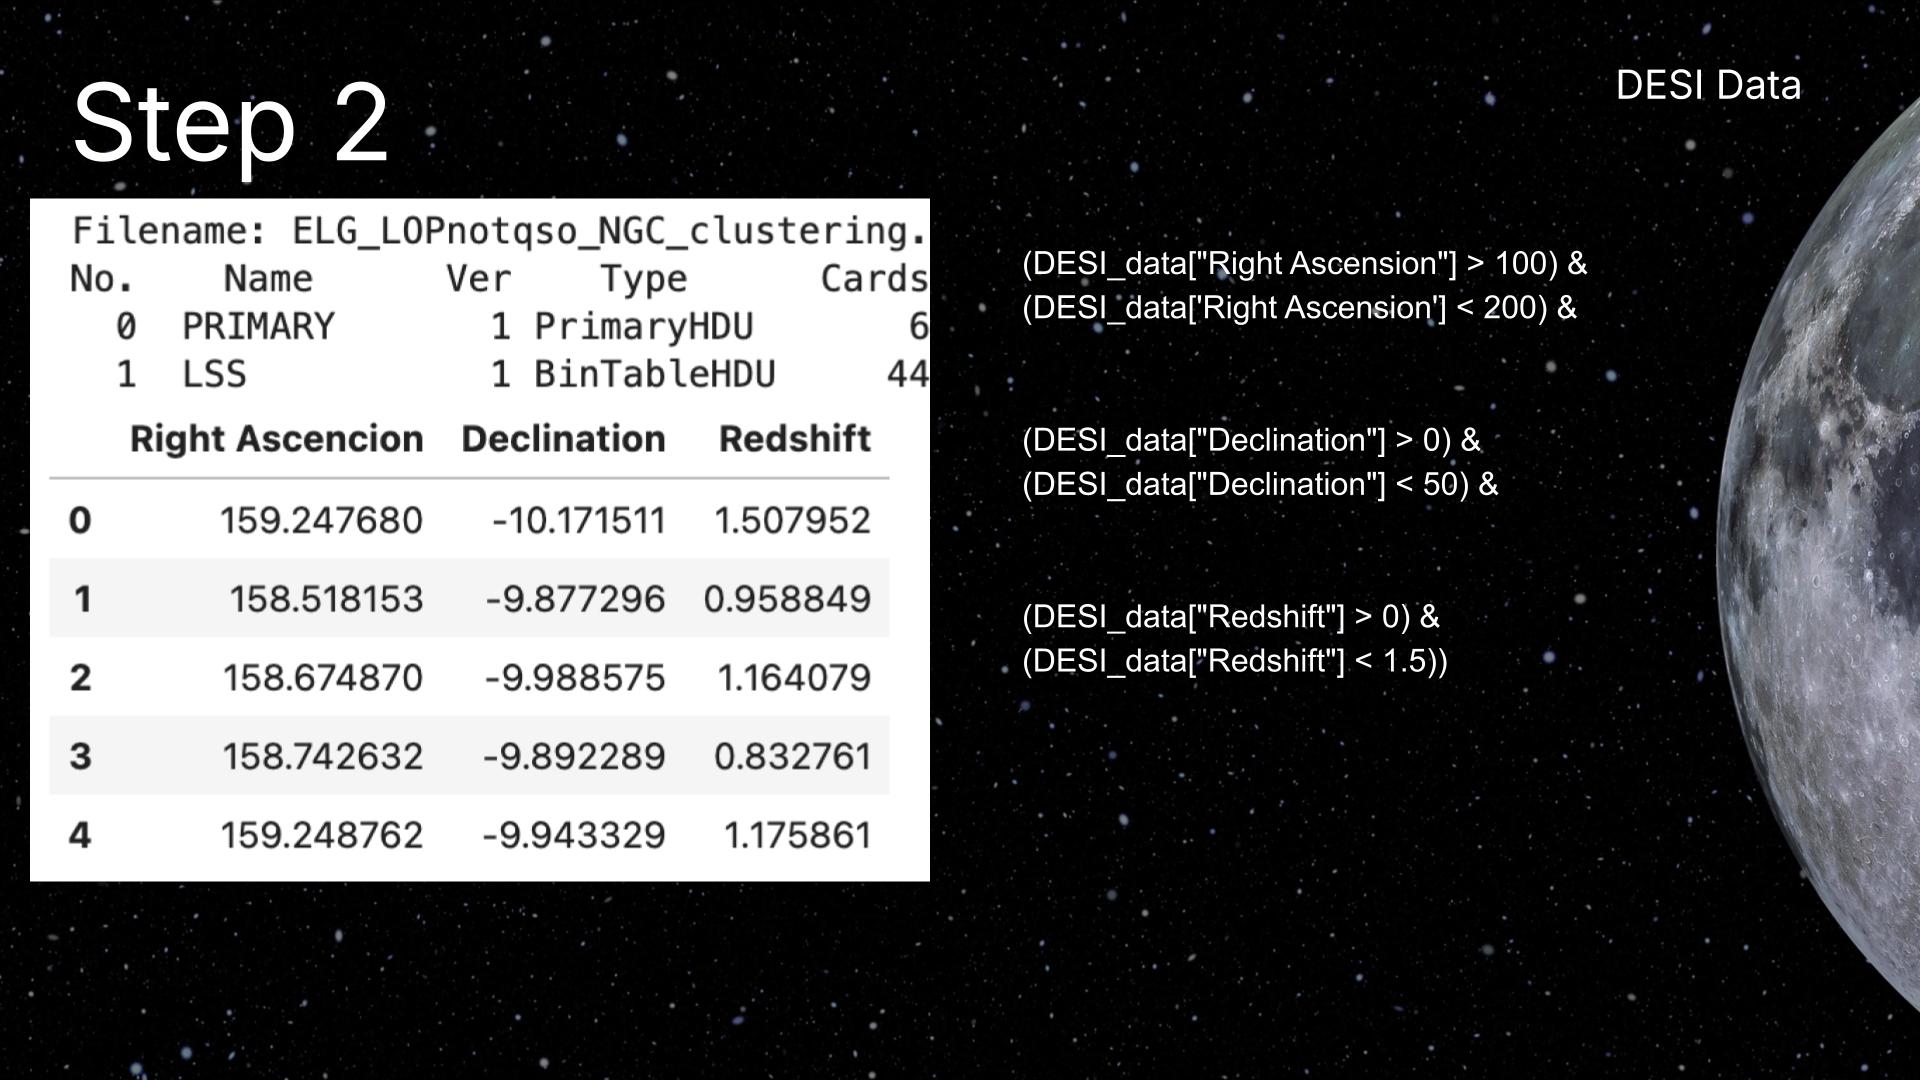 Step 2
DESI Data
Filename: ELG_LOPnotqso_NGC_clustering.
No. Name Ver Type Cards
0 PRIMARY 1 PrimaryHDU 6
1 LSS 1 BinTableHDU 44
Right Ascencion Declination Redshift
0 159.247680 -10.171511 1.507952
1 158.518153 -9.877296 0.958849
2 158.674870 -9.988575 1.164079
3 158.742632 -9.892289 0.832761
4 159.248762 -9.943329 1.175861
(DESI_data["Right Ascension"] > 100) &
(DESI_data['Right Ascension'] < 200) &
(DESI_data["Declination"] > 0) &
(DESI_data["Declination"] < 50) &
(DESI_data["Redshift"] > 0) &
(DESI_data["Redshift"] < 1.5))